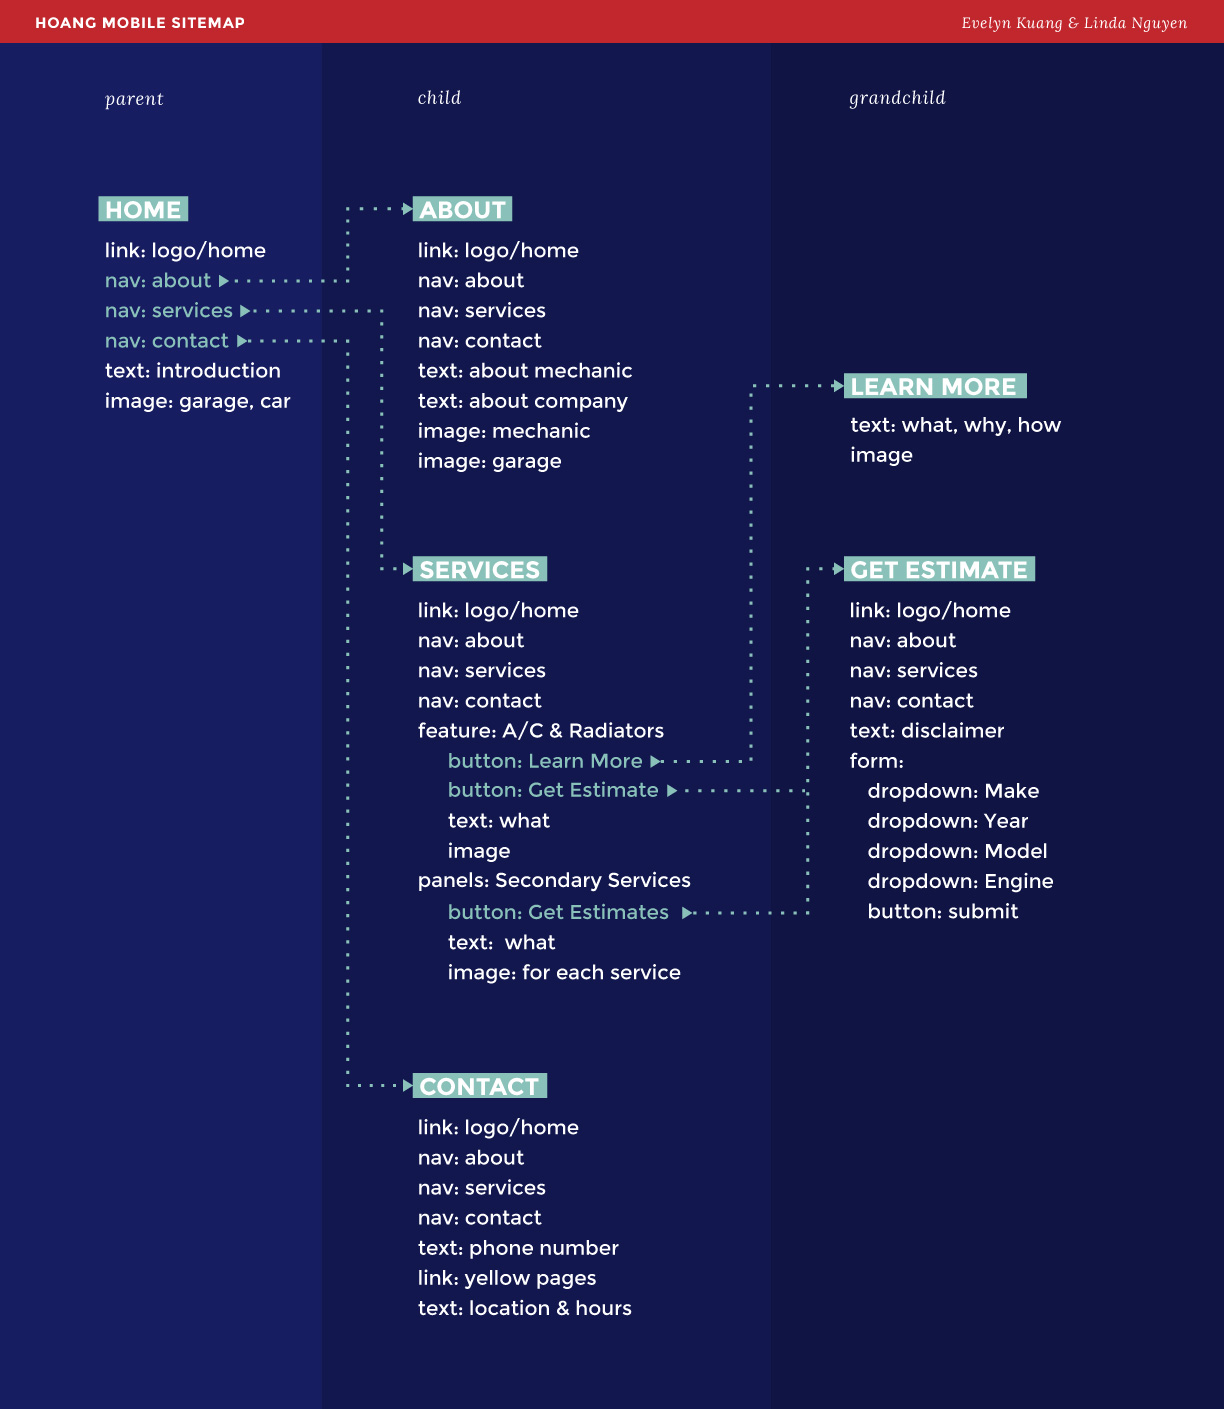 HOANG MOBILE SITEMAP
Evelyn Kuang & Linda Nguyen
parent
child
grandchild
HOME
link: logo/home
nav: about
nav: services
nav: contact
text: introduction
image: garage, car
ABOUT
link: logo/home
nav: about
nav: services
nav: contact
text: about mechanic
text: about company
image: mechanic
image: garage
SERVICES
link: logo/home
nav: about
nav: services
nav: contact
feature: A/C & Radiators
button: Learn More
button: Get Estimate
text: what
image
panels: Secondary Services
button: Get Estimates
text: what
image: for each service
CONTACT
link: logo/home
nav: about
nav: services
nav: contact
text: phone number
link: yellow pages
text: location & hours
LEARN MORE
text: what, why, how
image
GET ESTIMATE
link: logo/home
nav: about
nav: services
nav: contact
text: disclaimer
form:
dropdown: Make
dropdown: Year
dropdown: Model
dropdown: Engine
button: submit